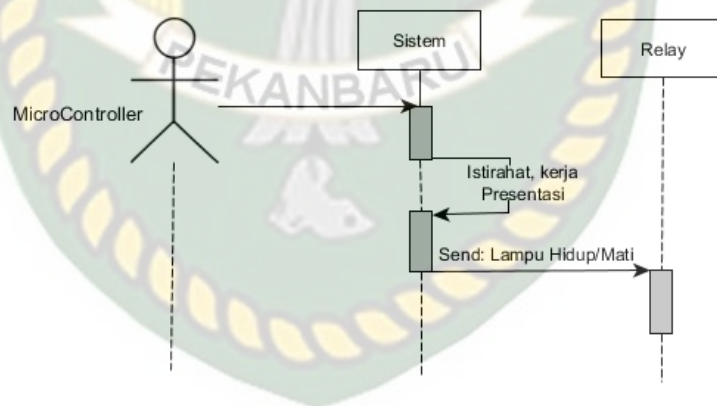 PEKANBARU
Sistem
Relay
MicroController
Istirahat, kerja
Presentasi
Send: Lampu Hidup/Mati